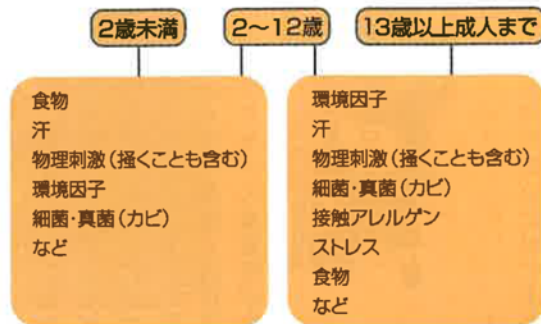 2歳未満
2〜12歳
13歳以上成人まで
食物
汗
物理刺激(掻くことも含む)
環境因子
細菌・真菌(カビ)
など
環境因子
汗
物理刺激(掻くことも含む)
細菌・真菌(カビ)
接触アレルゲン
ストレス
食物
など